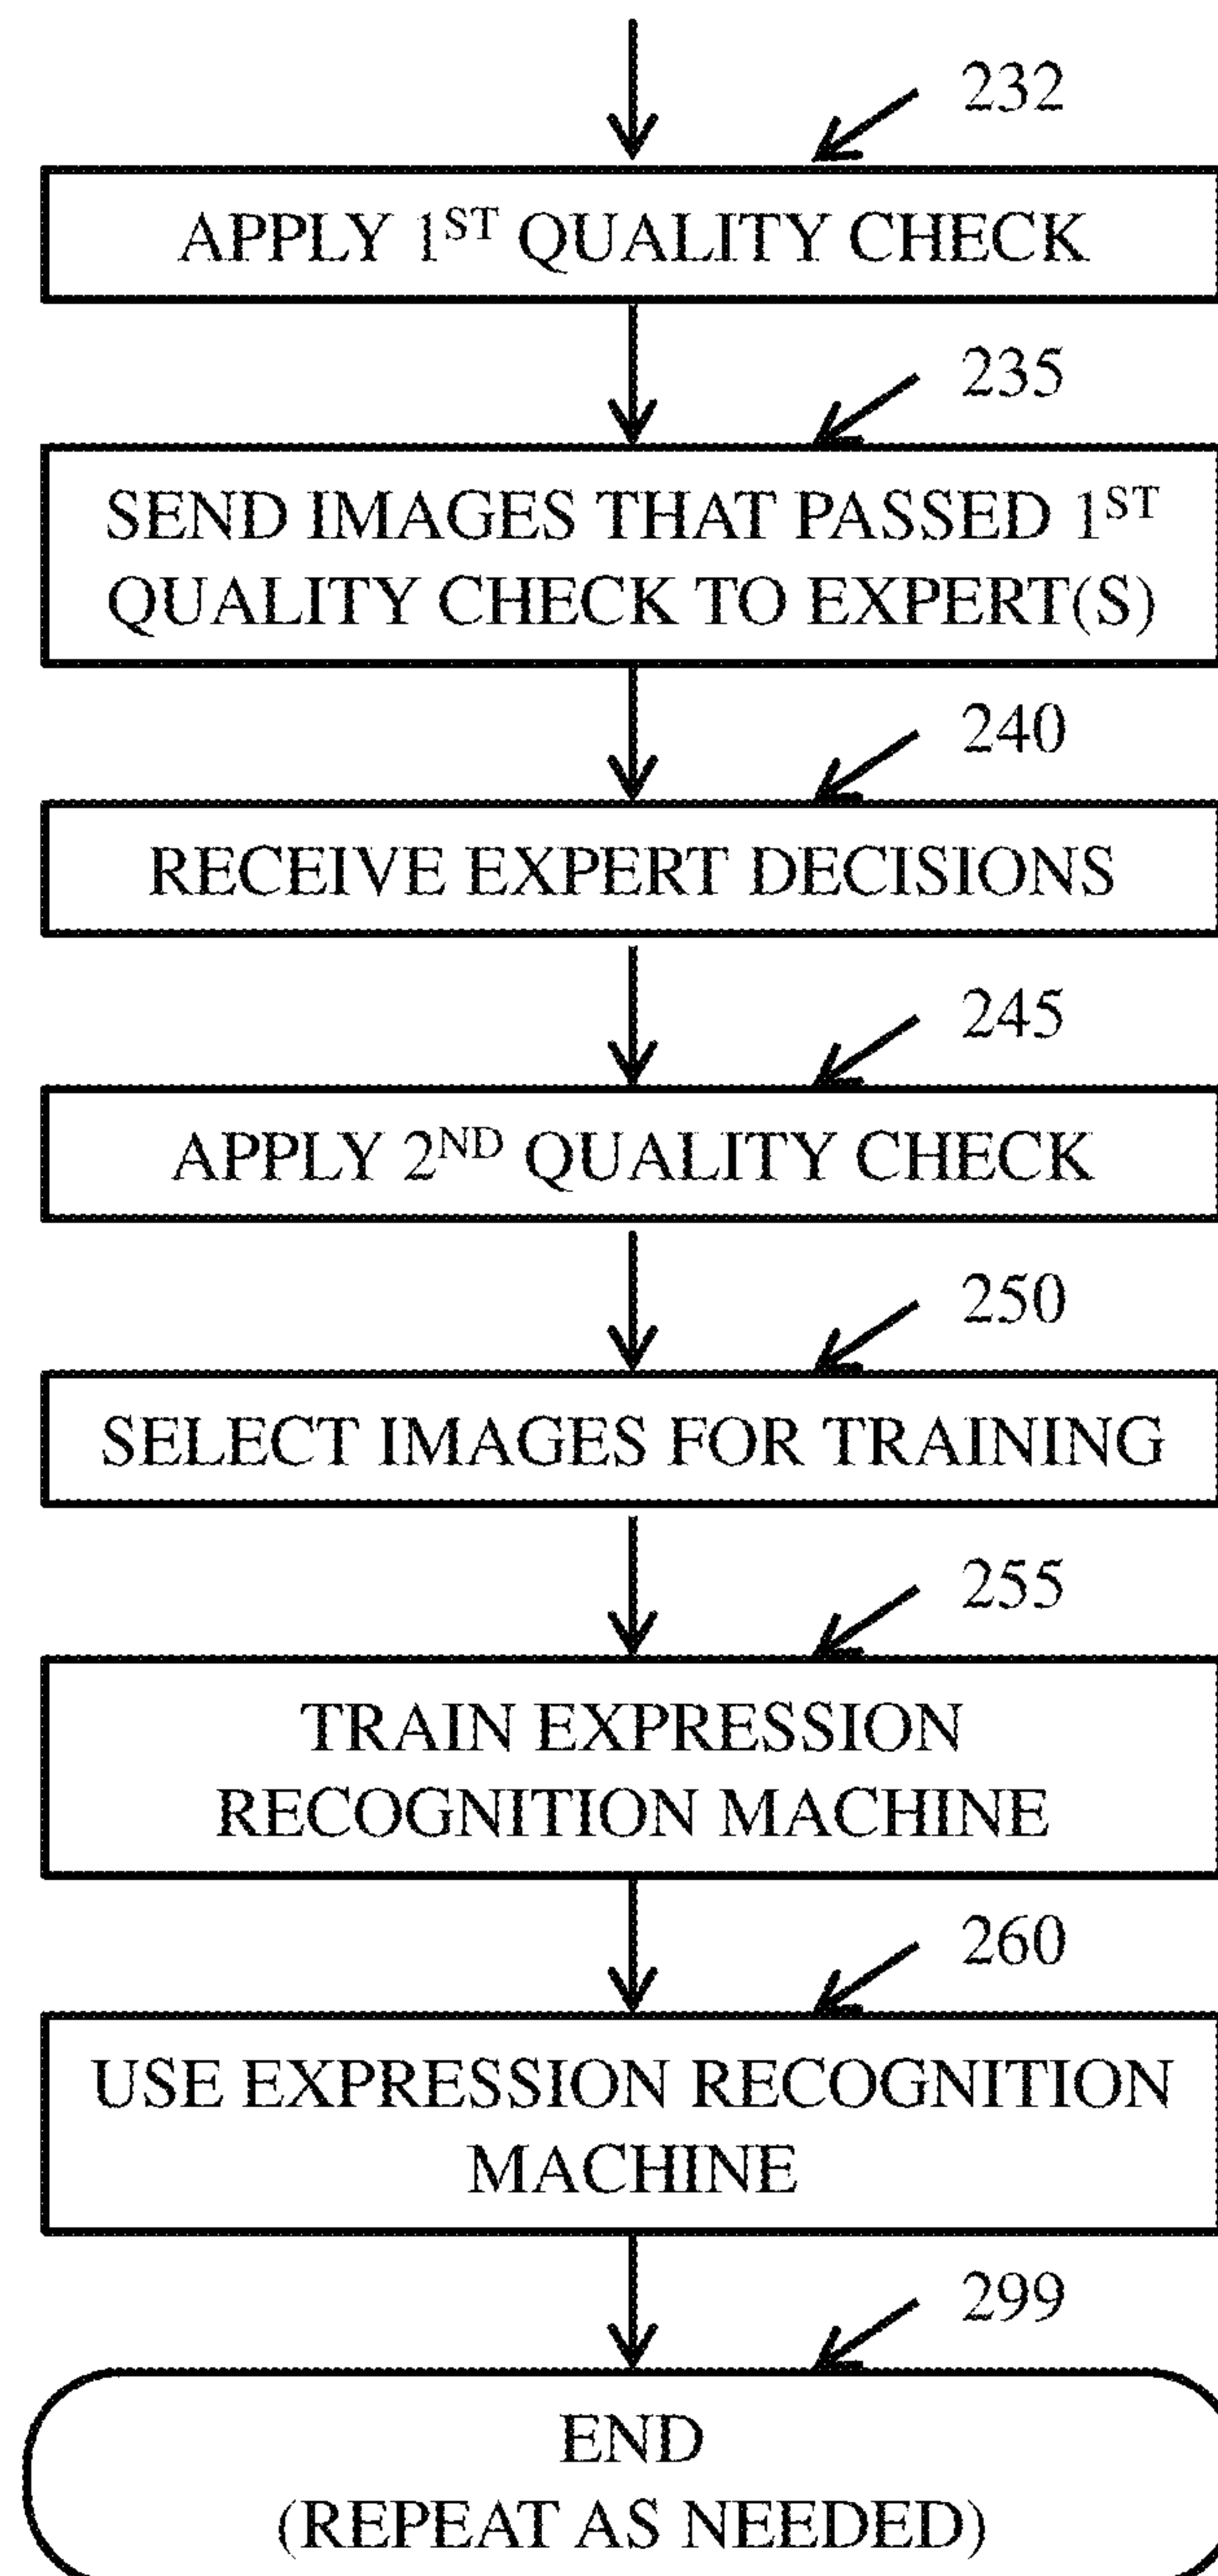 232
APPLY 1ST QUALITY CHECK
235
SEND IMAGES THAT PASSED 1ST
QUALITY CHECK TO EXPERT(S)
240
RECEIVE EXPERT DECISIONS
245
APPLY 2ND QUALITY CHECK
250
SELECT IMAGES FOR TRAINING
255
TRAIN EXPRESSION
RECOGNITION MACHINE
260
USE EXPRESSION RECOGNITION
MACHINE
299
END
(REPEAT AS NEEDED)